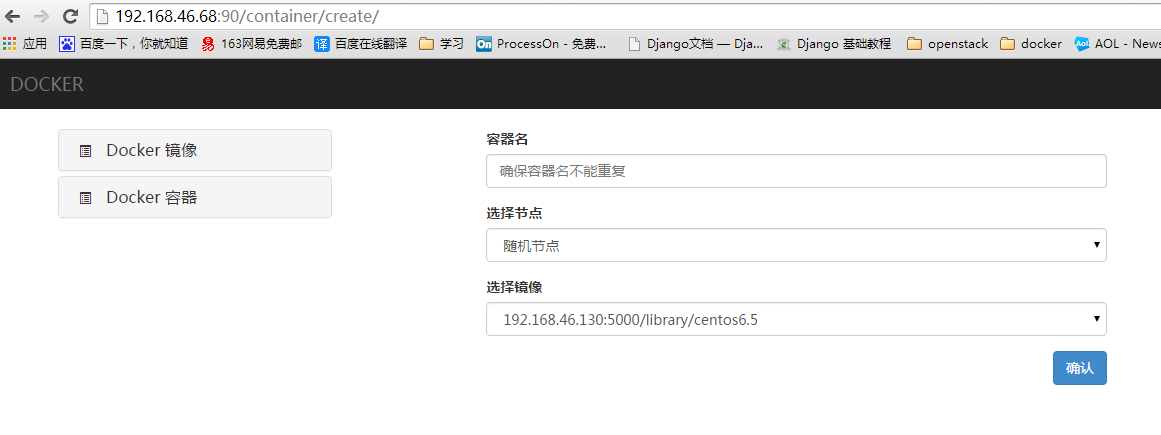 192.168.46.68:90/container/create/
应用 百度一下，你就知道 163网易免费邮 百度在线翻译 学习 ProcessOn - 免费... Django文档 — Dja... Django 基础教程 openstack docker AOL - News
DOCKER
Docker 镜像
Docker 容器
容器名
确保容器名不能重复
选择节点
随机节点
选择镜像
192.168.46.130:5000/library/centos6.5
确认